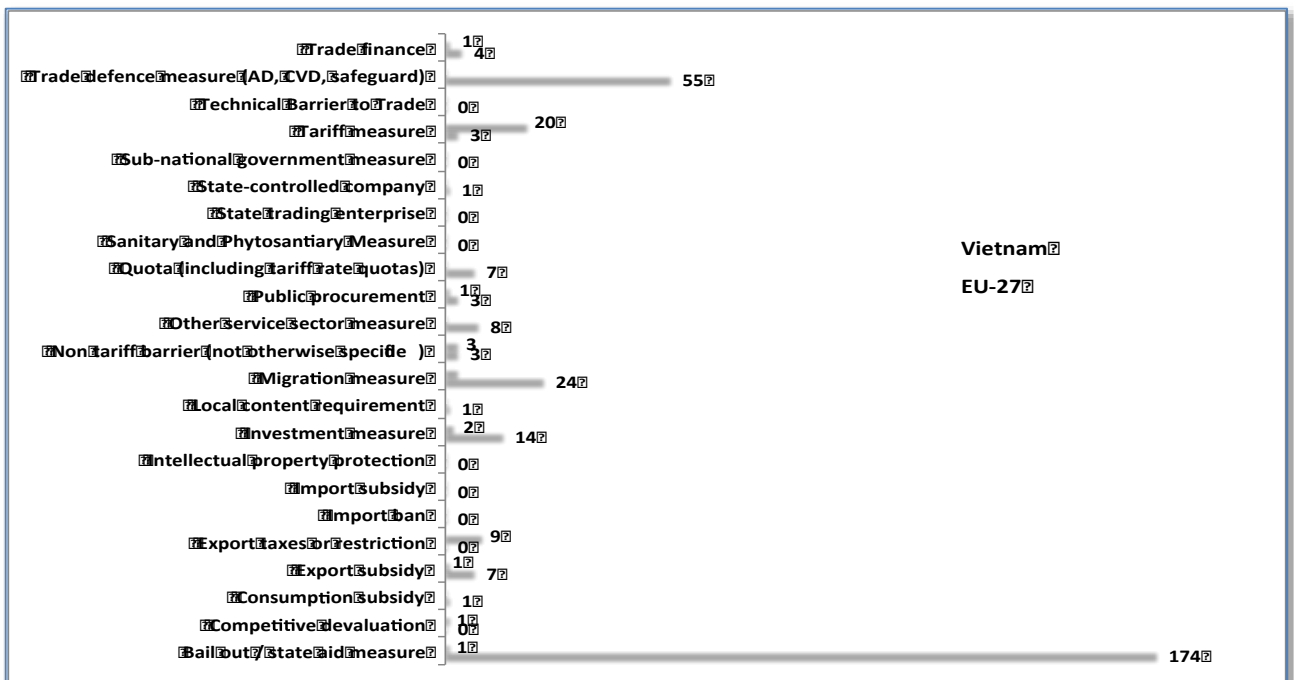 Trade finance
1
4
Trade defence measure (AD, CVD, safeguard)
55
Technical Barrier to Trade
0
Tariff measure
20
3
Sub-national government measure
0
State-controlled company
1
State trading enterprise
0
Sanitary and Phytosantiary Measure
0
Quota (including tariff rate quotas)
7
Public procurement
1
3
Other service sector measure
8
Non tariff barrier (not otherwise specifie )
3
3
Migration measure
24
Local content requirement
1
Investment measure
2
14
Intellectual property protection
0
Import subsidy
0
Import ban
0
Export taxes or restriction
9
0
Export subsidy
1
7
Consumption subsidy
1
Competitive devaluation
1
0
Bail out / state aid measure
1
174
Vietnam
EU-27